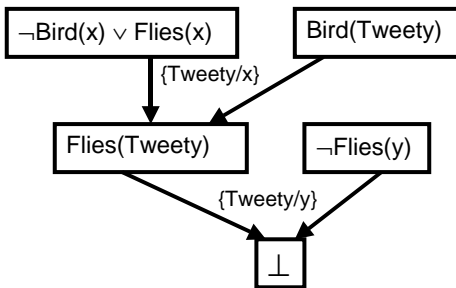 ¬Bird(x) ∨ Flies(x)
Bird(Tweety)
{Tweety/x}
Flies(Tweety)
¬Flies(y)
{Tweety/y}
⊥